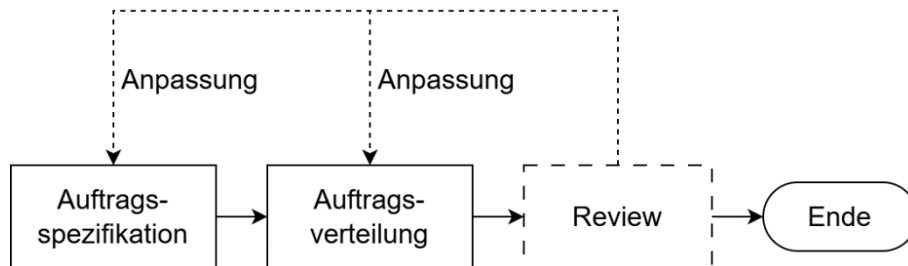 Anpassung
Anpassung
Auftrags-
spezifikation
Auftrags-
verteilung
Review
Ende